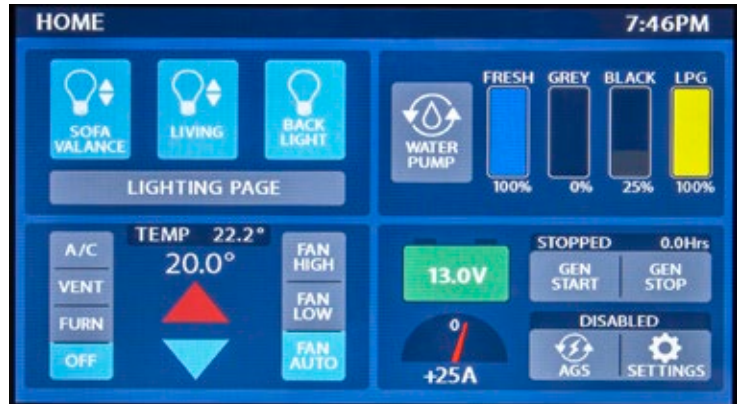 HOME 7:46PM
SOFA
VALANCE
LIVING
BACK
LIGHT
LIGHTING PAGE
WATER
PUMP
FRESH GREY BLACK LPG
100% 0% 25% 100%
A/C
VENT
FURN
OFF
TEMP 22.2°
20.0°
FAN
HIGH
FAN
LOW
FAN
AUTO
13.0V
0
+25A
STOPPED 0.0Hrs
GEN
START
GEN
STOP
DISABLED
AGS
SETTINGS